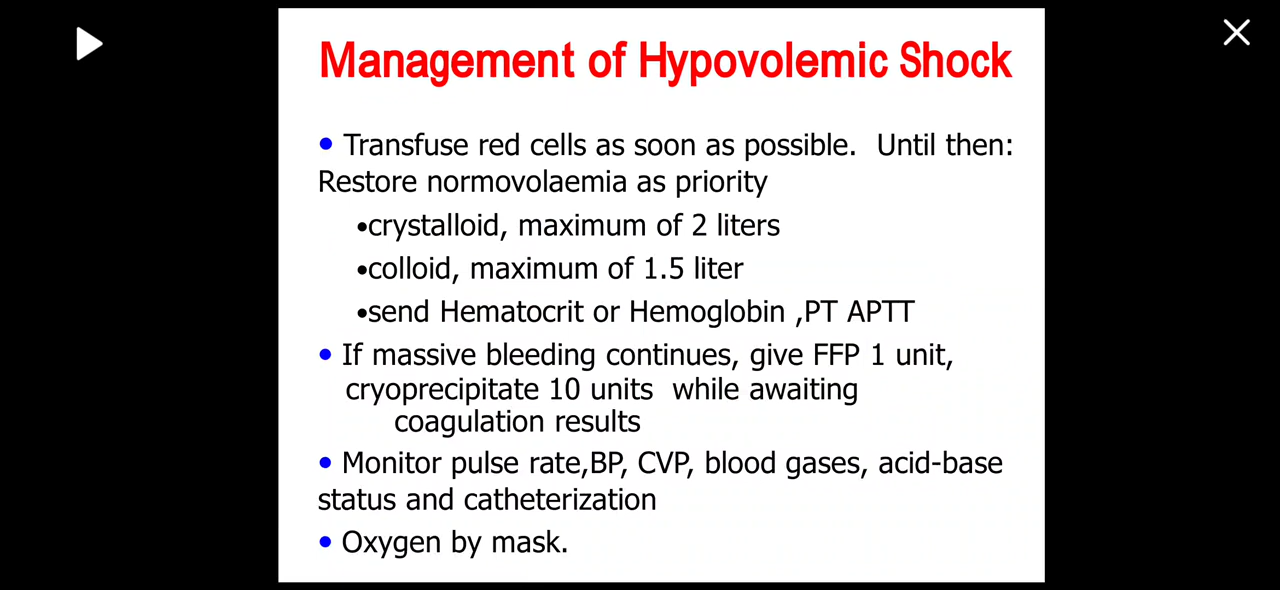 Management of Hypovolemic Shock
• Transfuse red cells as soon as possible.  Until then:
Restore normovolaemia as priority
•crystalloid, maximum of 2 liters
•colloid, maximum of 1.5 liter
•send Hematocrit or Hemoglobin ,PT APTT
• If massive bleeding continues, give FFP 1 unit,
cryoprecipitate 10 units  while awaiting
coagulation results
• Monitor pulse rate,BP, CVP, blood gases, acid-base
status and catheterization
• Oxygen by mask.